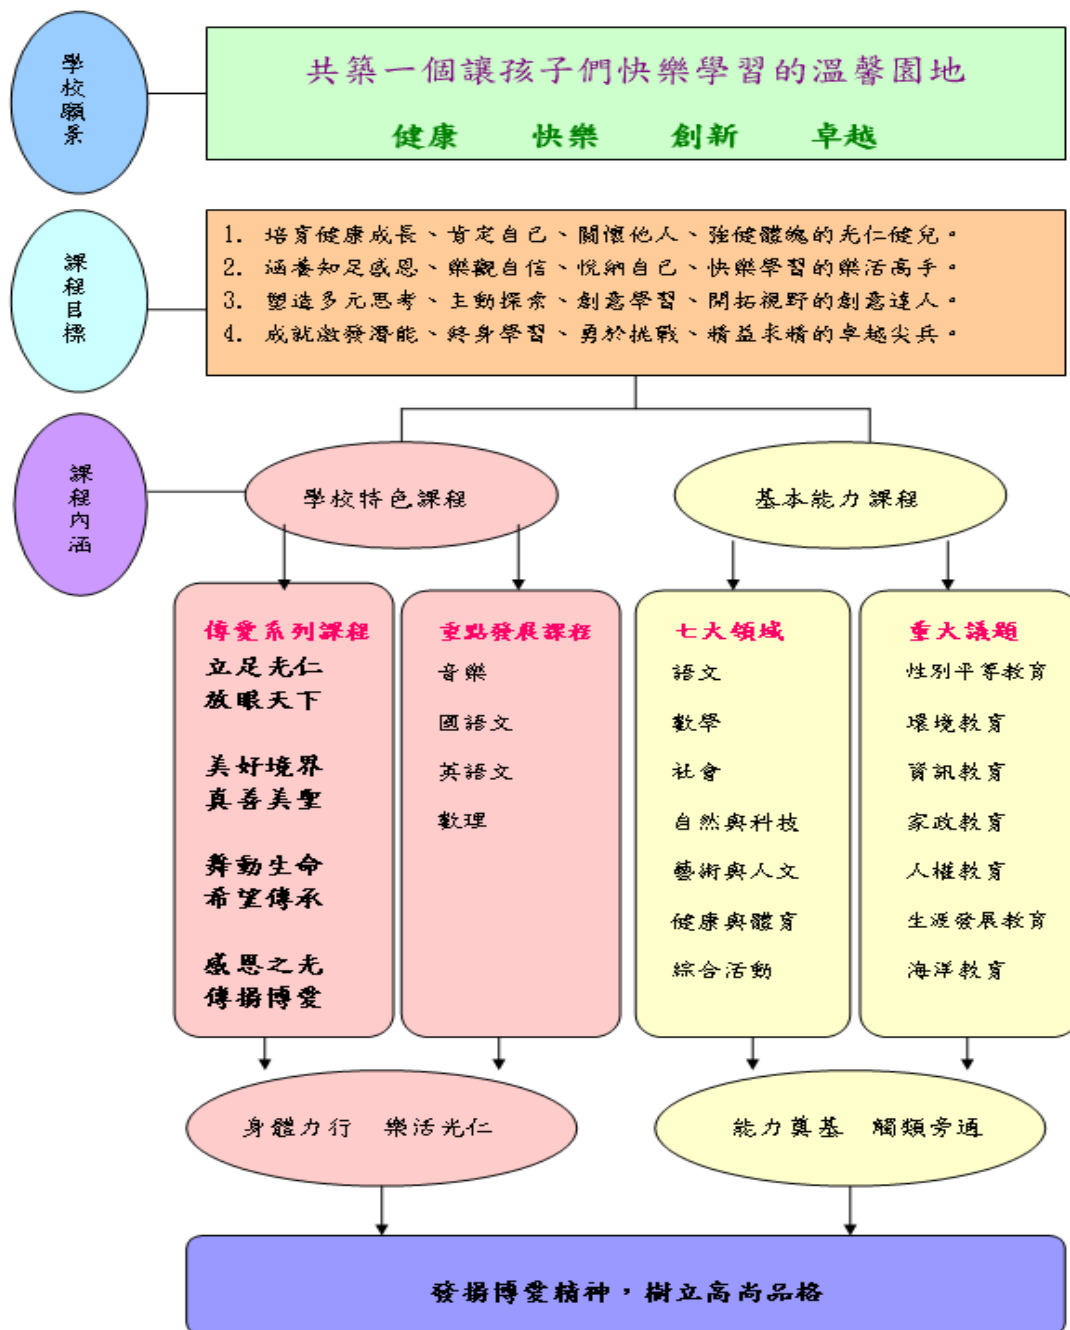 學校願景
共築一個讓孩子們快樂學習的溫馨園地
健康 快樂 創新 卓越
課程目標
1. 培育健康成長、肯定自己、關懷他人、強健體魄的光仁健兒。
2. 涵養知足感恩、樂觀自信、悅納自己、快樂學習的樂活高手。
3. 塑造多元思考、主動探索、創意學習、開拓視野的創意達人。
4. 成就激發潛能、終身學習、勇於挑戰、精益求精的卓越尖兵。
課程內涵
學校特色課程
基本能力課程
傳愛系列課程
立足光仁
放眼天下
美好境界
真善美聖
舞動生命
希望傳承
感恩之光
傳揚博愛
重點發展課程
音樂
國語文
英語文
數理
七大領域
語文
數學
社會
自然與科技
藝術與人文
健康與體育
綜合活動
重大議題
性別平等教育
環境教育
資訊教育
家政教育
人權教育
生涯發展教育
海洋教育
身體力行 樂活光仁
能力奠基 觸類旁通
發揚博愛精神，樹立高尚品格